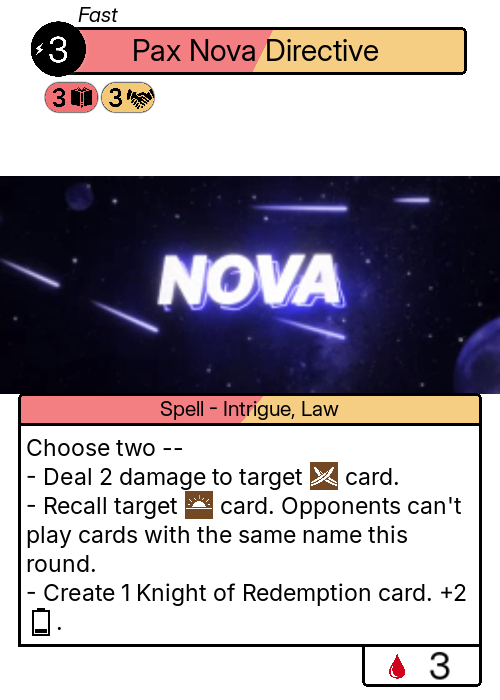 Fast
3
Pax Nova Directive
3 3
NOVA
Spell - Intrigue, Law
Choose two --
- Deal 2 damage to target card.
- Recall target card. Opponents can't
play cards with the same name this
round.
- Create 1 Knight of Redemption card. +2
.
3